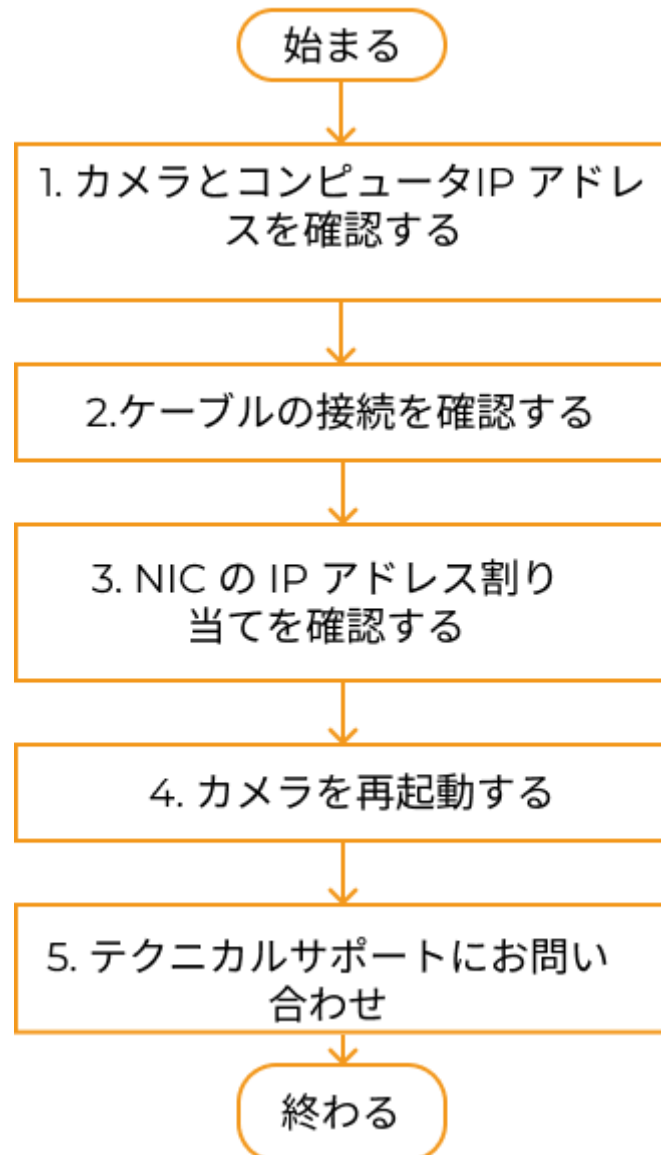 始まる
1. カメラとコンピュータIP アドレ
スを確認する
2.ケーブルの接続を確認する
3. NIC の IP アドレス割り
当てを確認する
4. カメラを再起動する
5. テクニカルサポートにお問い
合わせ
終わる